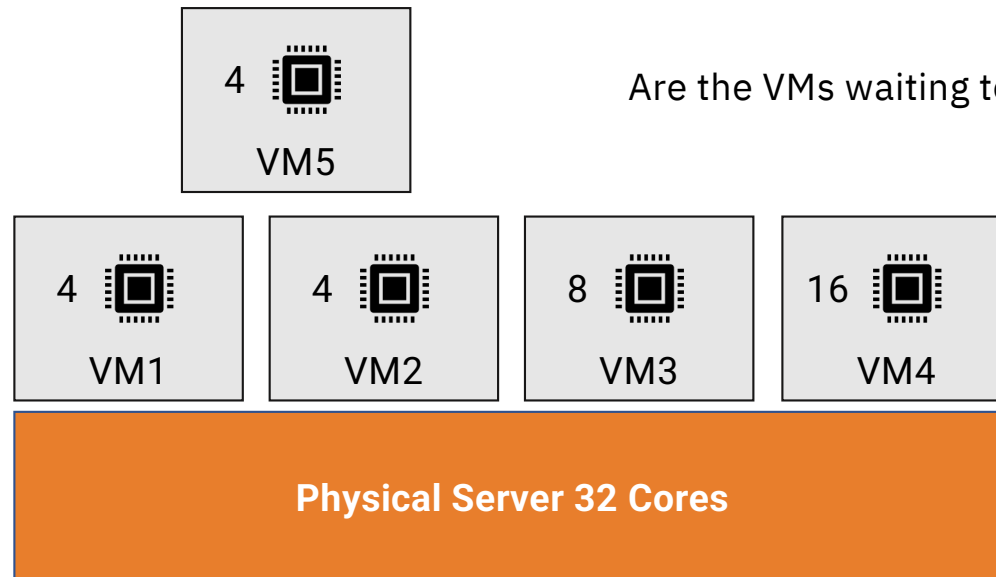 4
VM5
Are the VMs waiting
4
VM1
4
VM2
8
VM3
16
VM4
Physical Server 32 Cores